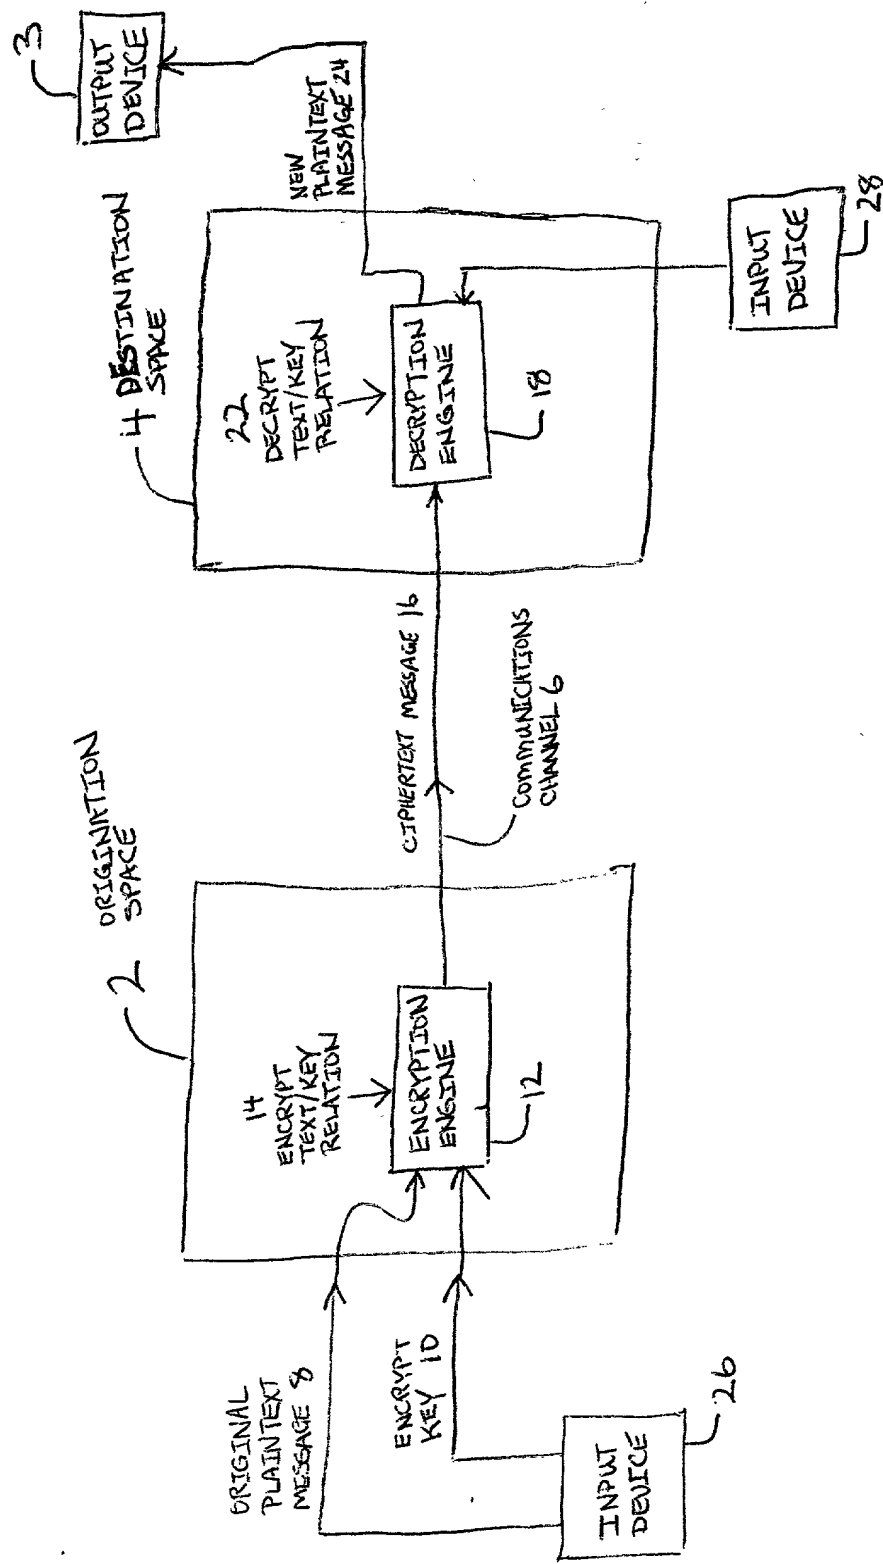 ORIGINAL
PLAINTEXT
MESSAGE 8
ENCRYPT
KEY 10
INPUT
DEVICE
26
2 ORIGINATION
SPACE
14
ENCRYPT
TEXT/KEY
RELATION
ENCRYPTION
ENGINE
12
CIPHERTEXT MESSAGE 16
COMMUNICATIONS
CHANNEL 6
4 DESTINATION
SPACE
22
DECRYPT
TEXT/KEY
RELATION
DECRYPTION
ENGINE
18
NEW
PLAINTEXT
MESSAGE 24
3
OUTPUT
DEVICE
INPUT
DEVICE
28